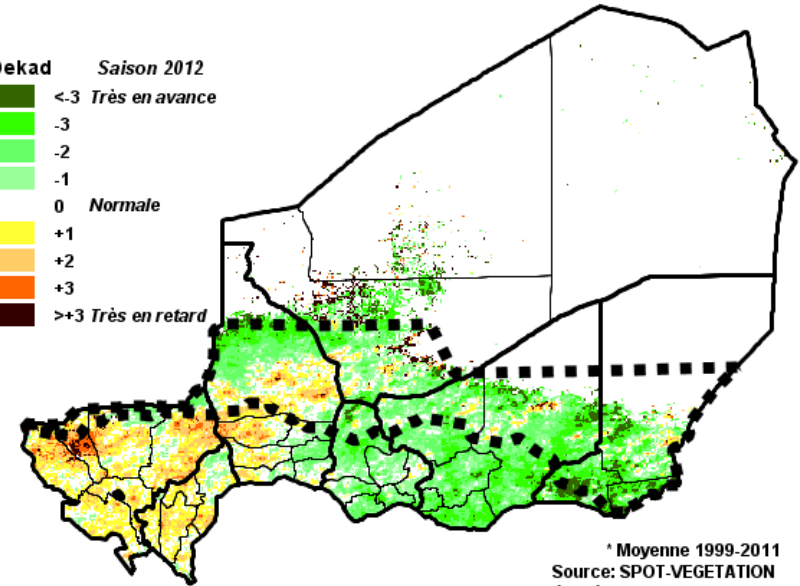 Dekad Saison 2012
<-3 Très en avance
-3
-2
-1
0 Normale
+1
+2
+3
>+3 Très en retard
* Moyenne 1999-2011
Source: SPOT-VEGETATION